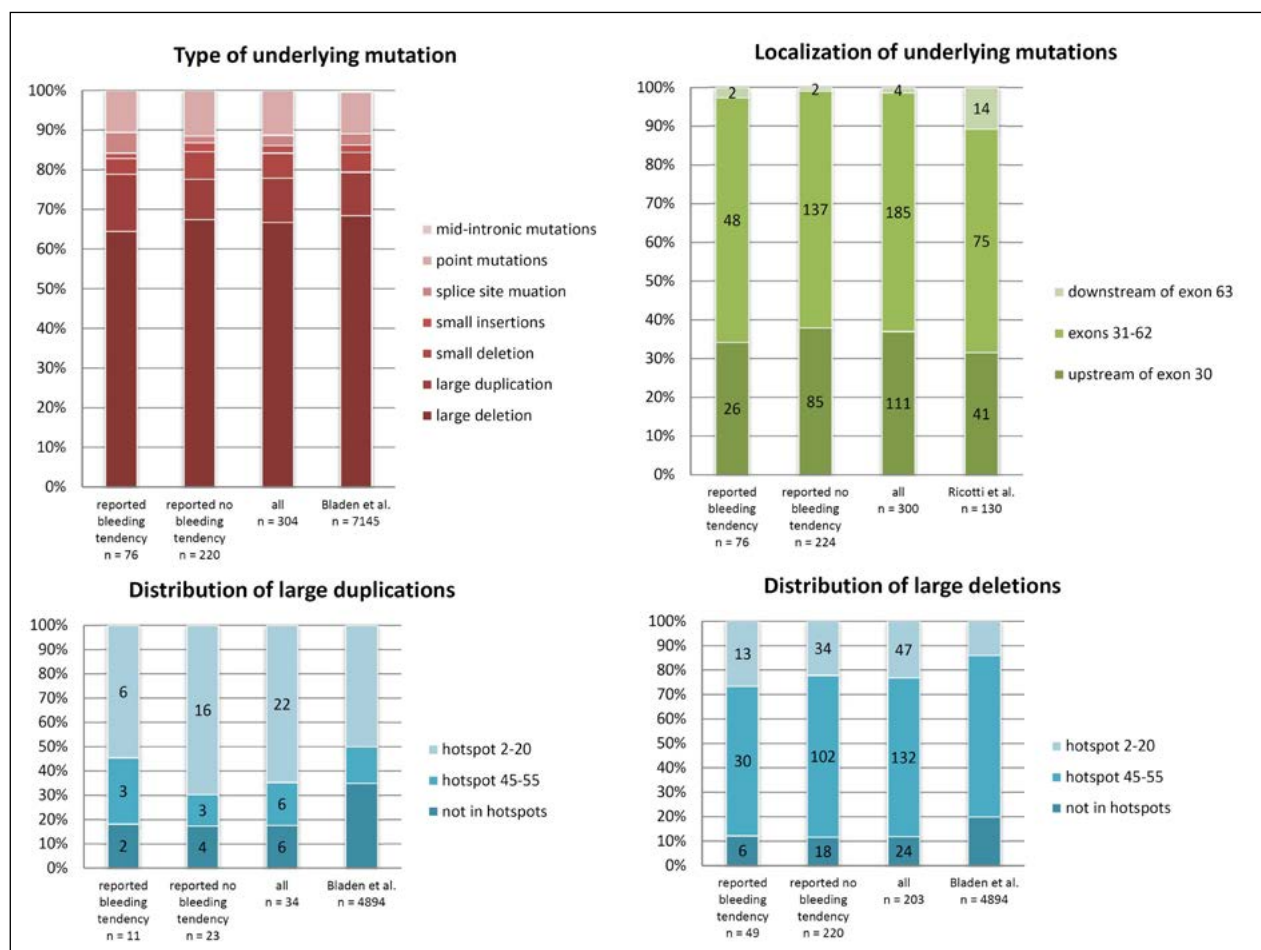 Type of underlying mutation
100%
90%
80%
70%
60%
50%
40%
30%
20%
10%
0%
mid-intronic mutations
point mutations
splice site muation
small insertions
small deletion
large duplication
large deletion
reported
bleeding
tendency
n = 76
reported no
bleeding
tendency
n = 220
all
n = 304
Bladen et al.
n = 7145
Localization of underlying mutations
100%
90%
80%
70%
60%
50%
40%
30%
20%
10%
0%
2
48
26
2
137
85
4
185
111
14
75
41
downstream of exon 63
exons 31-62
upstream of exon 30
reported
bleeding
tendency
n = 76
reported no
bleeding
tendency
n = 224
all
n = 300
Ricotti et al.
n = 130
Distribution of large duplications
100%
90%
80%
70%
60%
50%
40%
30%
20%
10%
0%
6
3
2
16
3
4
22
6
6
hotspot 2-20
hotspot 45-55
not in hotspots
reported
bleeding
tendency
n = 11
reported no
bleeding
tendency
n = 23
all
n = 34
Bladen et al.
n = 4894
Distribution of large deletions
100%
90%
80%
70%
60%
50%
40%
30%
20%
10%
0%
13
30
6
34
102
18
47
132
24
hotspot 2-20
hotspot 45-55
not in hotspots
reported
bleeding
tendency
n = 49
reported no
bleeding
tendency
n = 220
all
n = 203
Bladen et al.
n = 4894